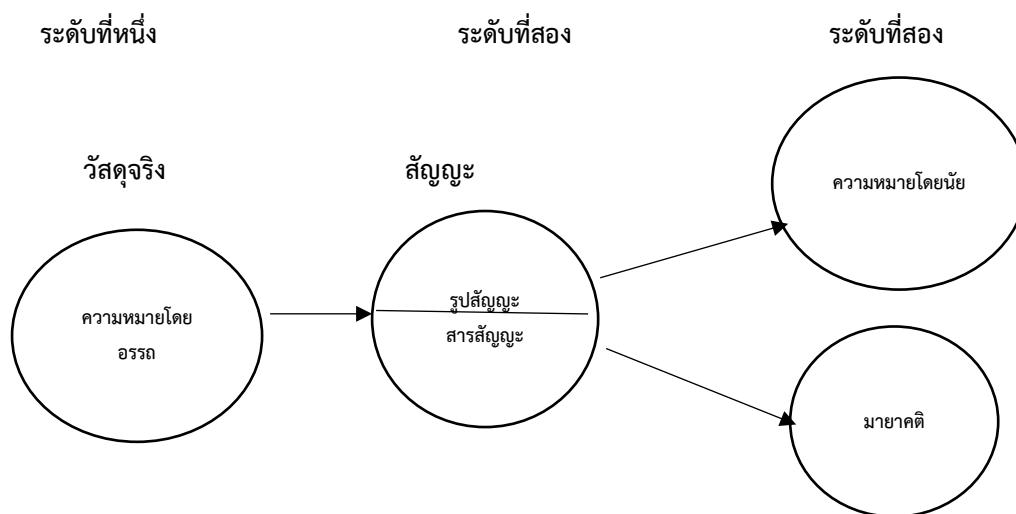 ระดับที่หนึ่ง
ระดับที่สอง
ระดับที่สอง
วัสดุจริง
สัญญะ
ความหมายโดยนัย
ความหมายโดย
อรรถ
รูปสัญญะ
สารสัญญะ
มายาคติ